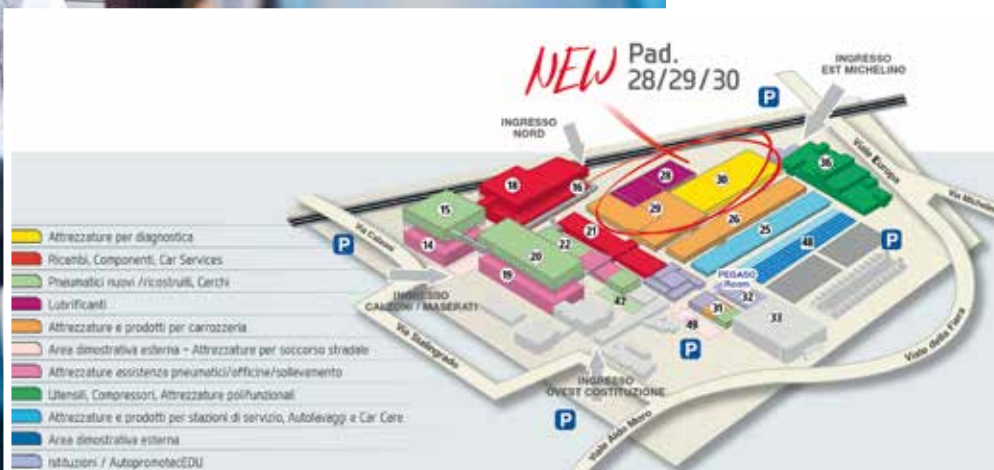 NEW Pad.
28/29/30
INGRESSO
EST MICHELINO
INGRESSO
NORD
P
Viale Europa
Via Michelino
36
28
30
18
16
15
29
26
21
25
22
14
20
48
P
P
19
PEGASO
Room
32
31
42
49
33
P
P
Via Calzoni
INGRESSO
CALZONI / MASERATI
Via Stalingrado
INGRESSO
OVEST COSTITUZIONE
Viale Aldo Moro
Viale della Fiera
Attrezzature per diagnostica
Ricambi, Componenti, Car Services
Pneumatici nuovi /ricostruiti, Cerchi
Lubrificanti
Attrezzature e prodotti per carrozzeria
Area dimostrativa esterna - Attrezzature per soccorso stradale
Attrezzature assistenza pneumatici/officine/sollevamento
Utensili, Compressori, Attrezzature polifunzionali
Attrezzature e prodotti per stazioni di servizio, Autolavaggi e Car Care
Area dimostrativa esterna
Istituzioni / AutopromotecEDU